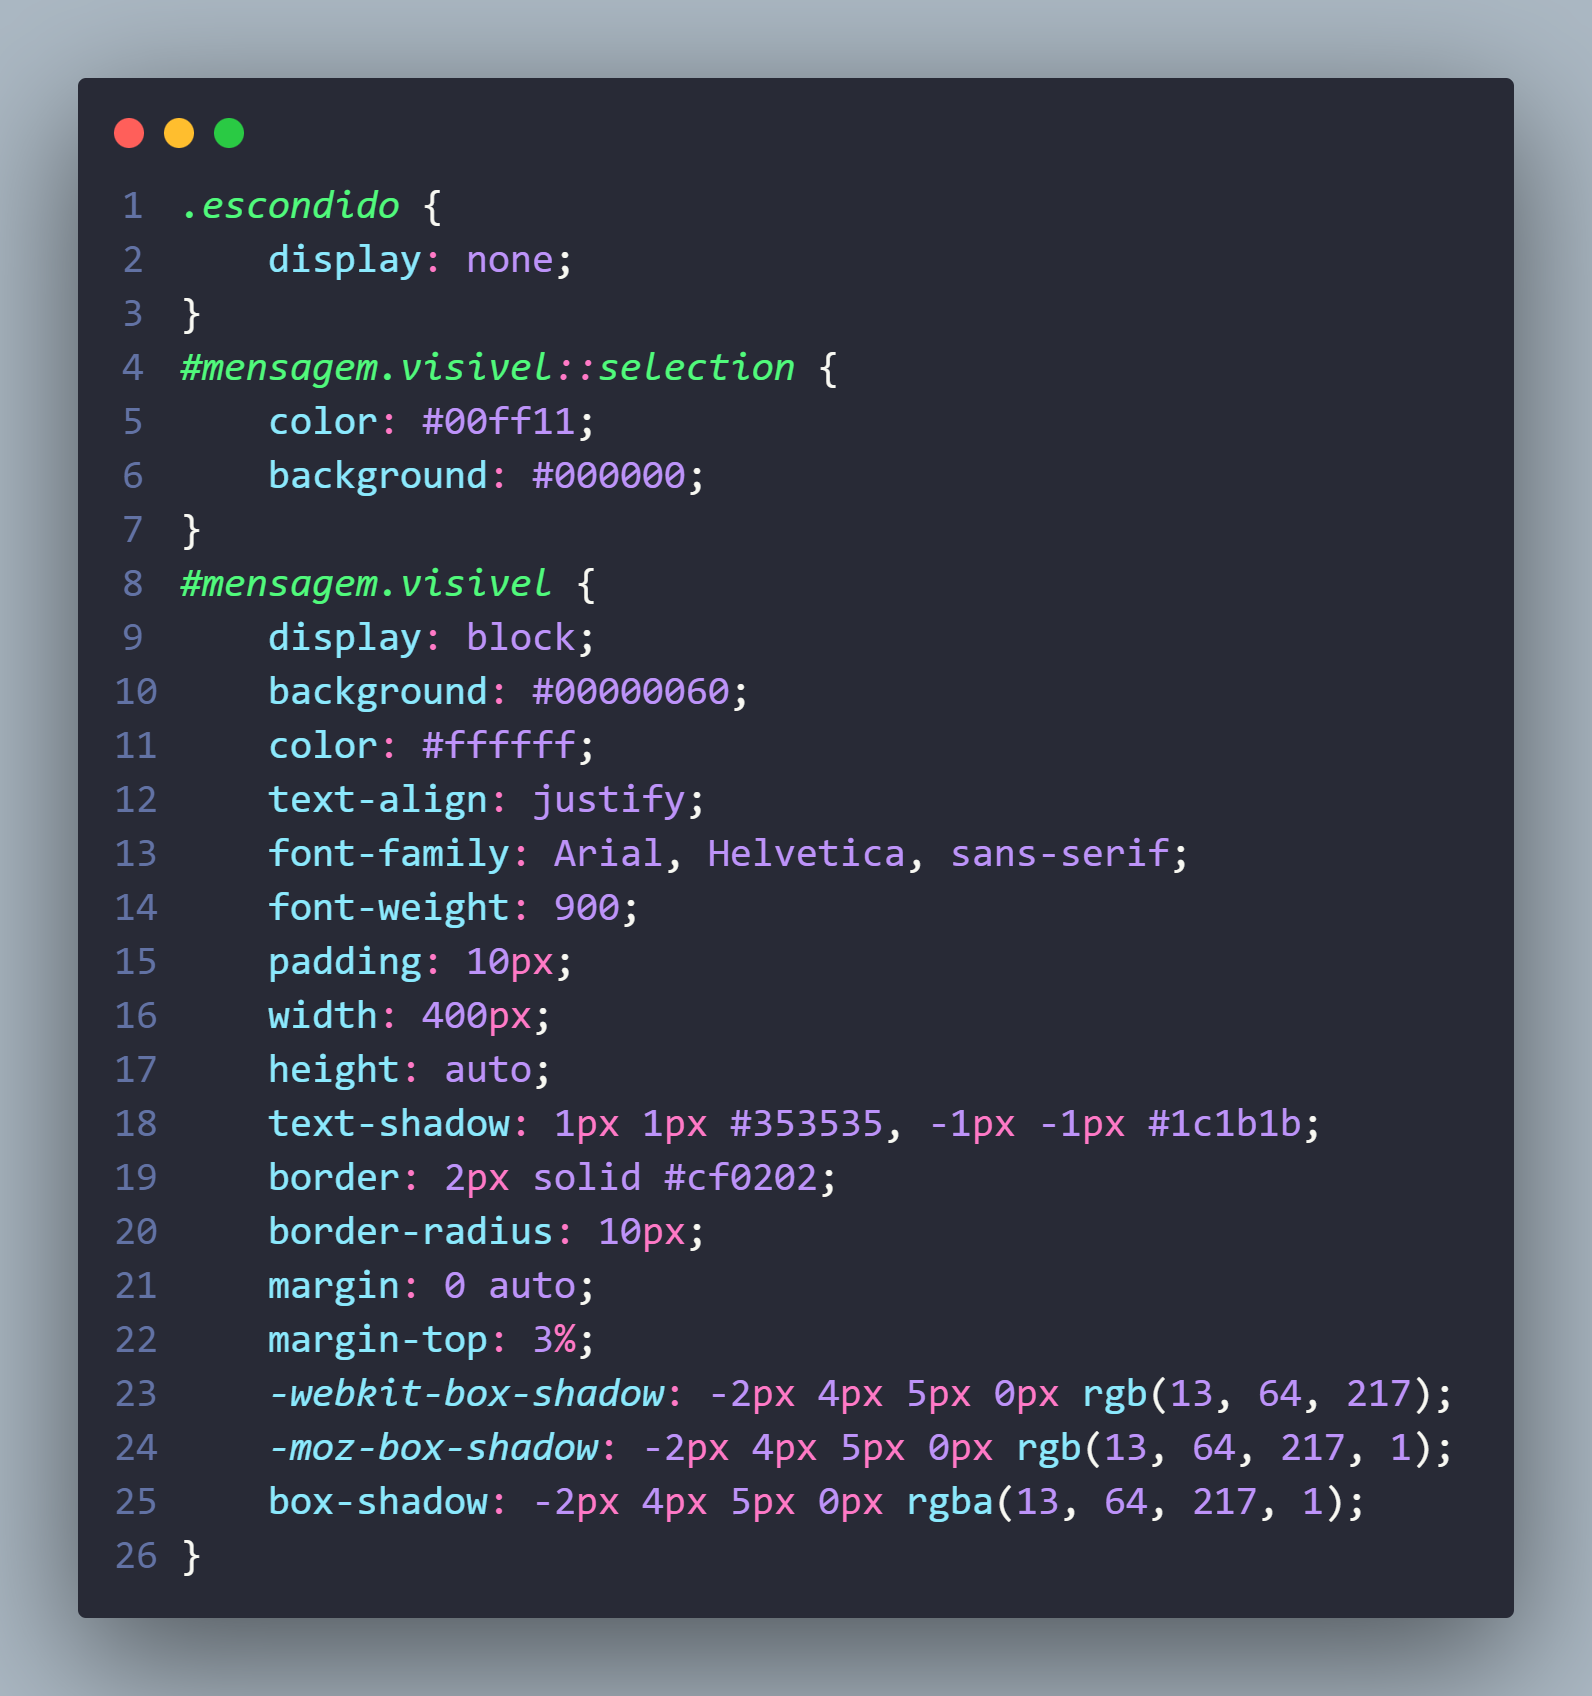 1 .escondido {
2     display: none;
3 }
4 #mensagem.visivel::selection {
5     color: #00ff11;
6     background: #000000;
7 }
8 #mensagem.visivel {
9     display: block;
10     background: #00000060;
11     color: #ffffff;
12     text-align: justify;
13     font-family: Arial, Helvetica, sans-serif;
14     font-weight: 900;
15     padding: 10px;
16     width: 400px;
17     height: auto;
18     text-shadow: 1px 1px #353535, -1px -1px #1c1b1b;
19     border: 2px solid #cf0202;
20     border-radius: 10px;
21     margin: 0 auto;
22     margin-top: 3%;
23     -webkit-box-shadow: -2px 4px 5px 0px rgb(13, 64, 217);
24     -moz-box-shadow: -2px 4px 5px 0px rgb(13, 64, 217, 1);
25     box-shadow: -2px 4px 5px 0px rgba(13, 64, 217, 1);
26 }